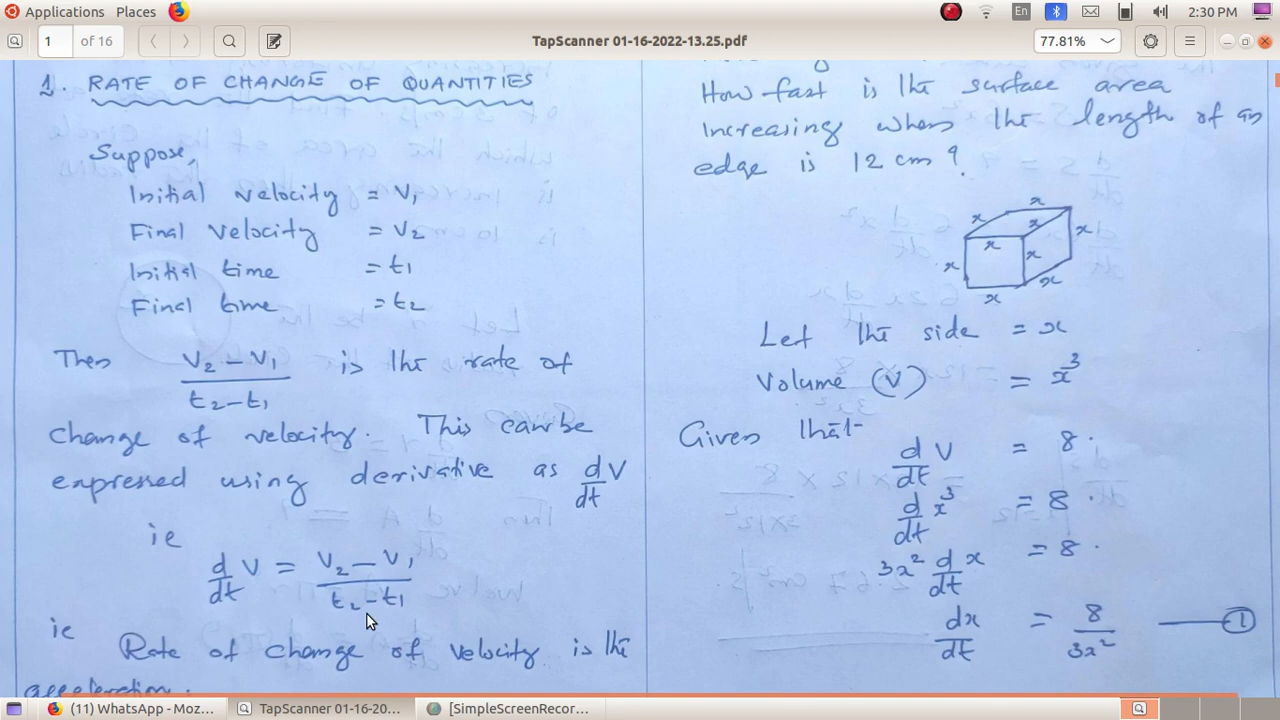 Applications Places En 2:30 PM
1 of 16 TapScanner 01-16-2022-13.25.pdf 77.81%
1. RATE OF CHANGE OF QUANTITIES
Suppose,
Initial velocity = V1
Final velocity = V2
Initial time = t1
Final time = t2
Then V2 - V1 / t2 - t1 is the rate of
change of velocity. This can be
expressed using derivative as d/dt V
ie
d/dt V = V2 - V1 / t2 - t1
ie
Rate of change of velocity is the
acceleration.
How fast is the surface area
increasing when the length of an
edge is 12 cm?
x x x x x x x x x
Let the side = x
Volume (V) = x³
Given that
d/dt V = 8.
d/dt x³ = 8.
3x² d/dt x = 8.
dx/dt = 8/3x² ① 
(11) WhatsApp - Moz... TapScanner 01-16-20... [SimpleScreenRecor...